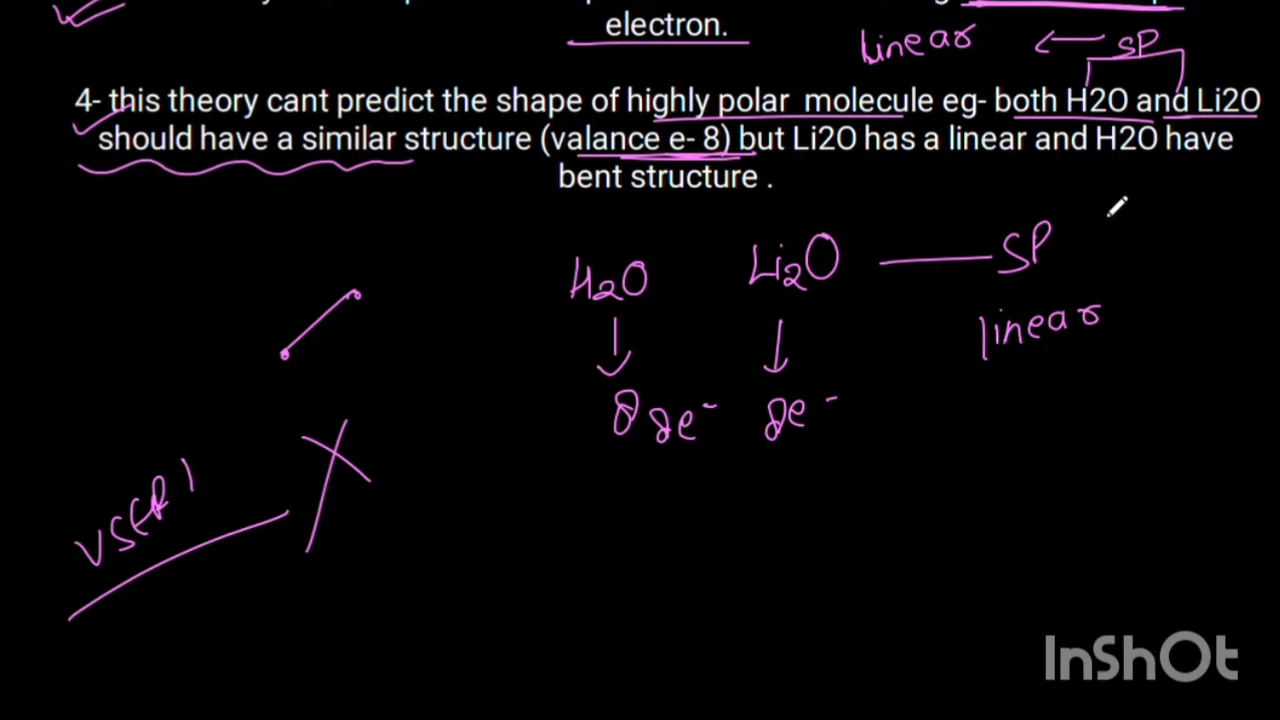 electron.
Linear ← SP
4- this theory cant predict the shape of highly polar molecule eg- both H2O and Li2O
should have a similar structure (valance e- 8) but Li2O has a linear and H2O have
bent structure .
H2O Li2O — SP
linear
8 8e- 8e-
InShOt